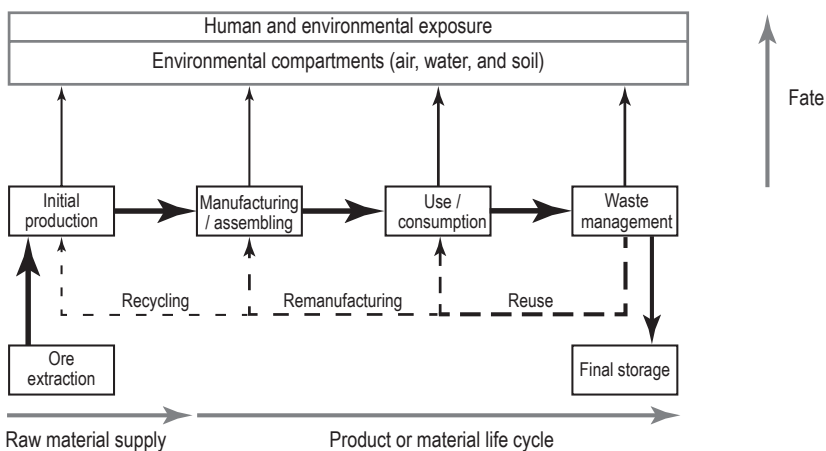 Human and environmental exposure
Environmental compartments (air, water, and soil)
Fate
Initial
production
Manufacturing
/ assembling
Use /
consumption
Waste
management
Recycling
Remanufacturing
Reuse
Ore
extraction
Final storage
Raw material supply
Product or material life cycle